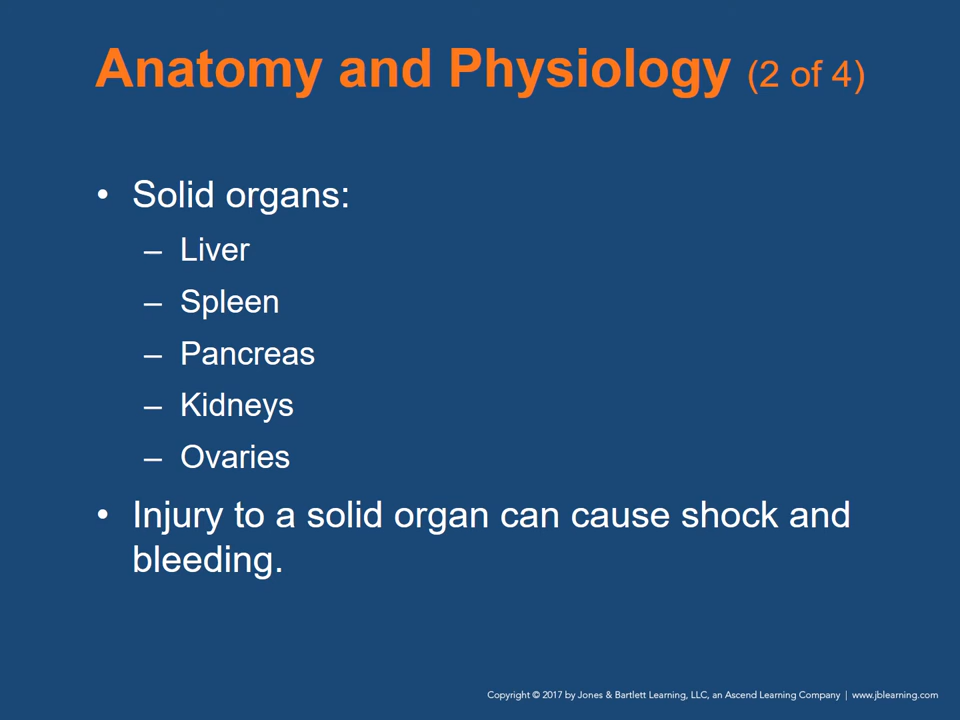 Anatomy and Physiology (2 of 4)
• Solid organs:
– Liver
– Spleen
– Pancreas
– Kidneys
– Ovaries
• Injury to a solid organ can cause shock and
bleeding.
Copyright © 2017 by Jones & Bartlett Learning, LLC, an Ascend Learning Company | www.jblearning.com